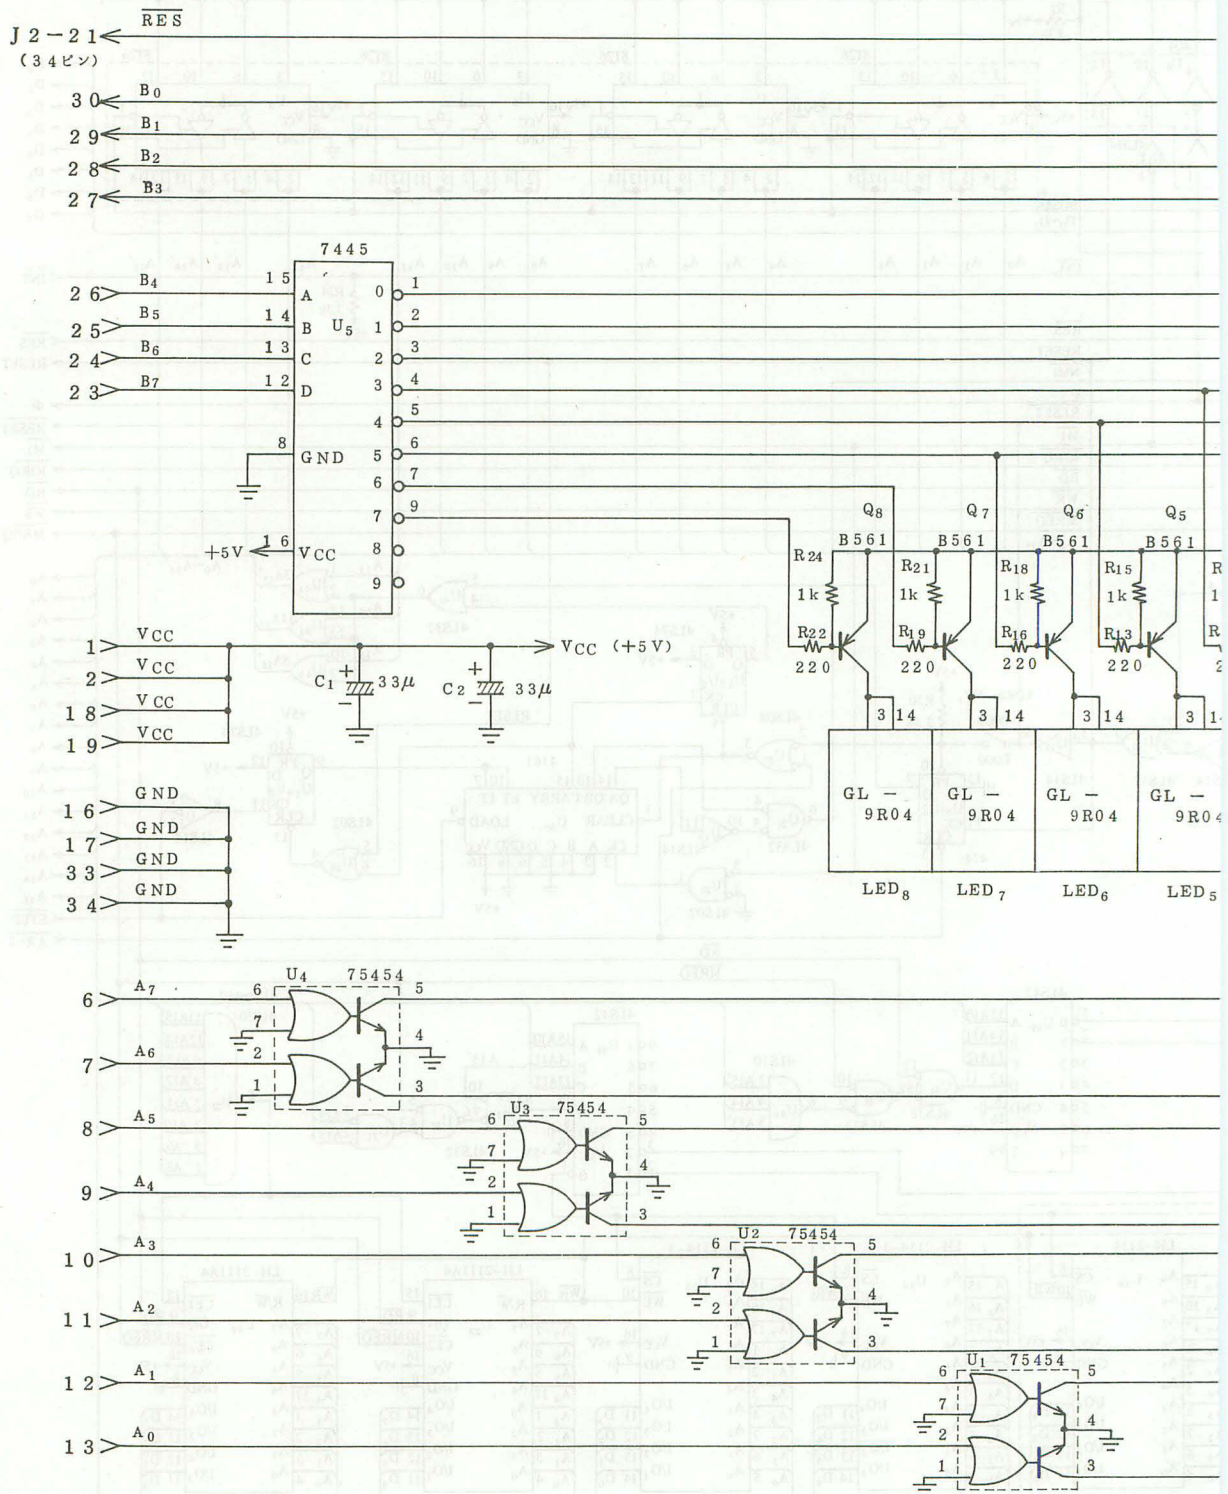 RES
J2-21
(34ピン)
30 B0
29 B1
28 B2
27 B3
7445
26 B4 15 A 0 1
25 B5 14 B U5 1 2
24 B6 13 C 2 3
23 B7 12 D 3 4
4 5
8 GND 5 6
6 7
7 9
+5V 16 VCC 8
9
Q8 Q7 Q6 Q5
B561 B561 B561 B561
R24 R21 R18 R15
1k 1k 1k 1k
R22 R19 R16 R13
220 220 220 220
1 VCC
2 VCC
18 VCC
19 VCC
VCC (+5V)
C1 + 33μ -
C2 + 33μ -
3 14 3 14 3 14 3
GL-9R04 GL-9R04 GL-9R04 GL-9R04
LED8 LED7 LED6 LED5
16 GND
17 GND
33 GND
34 GND
U4 75454
6 A7 6 5
7 4
7 A6 2
1 3
U3 75454
8 A5 6 5
7 4
9 A4 2
1 3
U2 75454
10 A3 6 5
7 4
11 A2 2
1 3
U1 75454
12 A1 6 5
7 4
13 A0 2
1 3